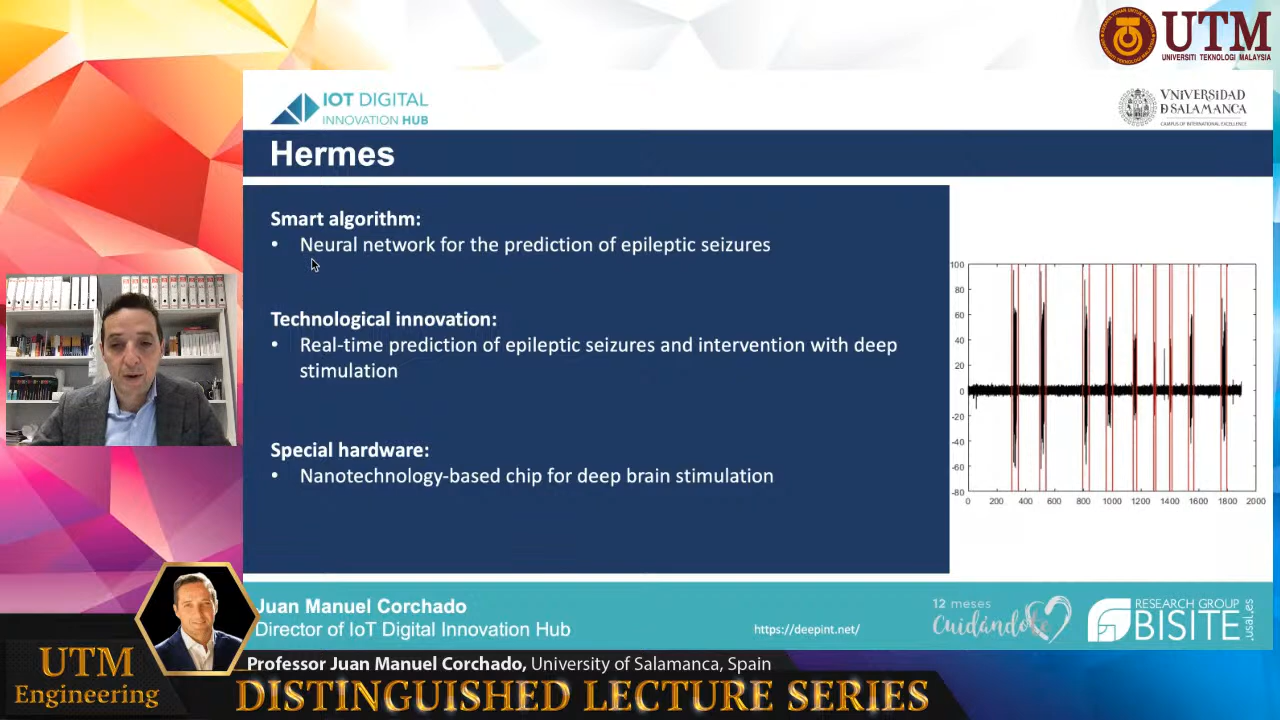 UTM
UNIVERSITI TEKNOLOGI MALAYSIA
IOT DIGITAL
INNOVATION HUB
VNIVERSIDAD
D SALAMANCA
CAMPUS OF INTERNATIONAL EXCELLENCE
Hermes
Smart algorithm:
• Neural network for the prediction of epileptic seizures
Technological innovation:
• Real-time prediction of epileptic seizures and intervention with deep
stimulation
Special hardware:
• Nanotechnology-based chip for deep brain stimulation
100
80
60
40
20
0
-20
-40
-60
-80
0 200 400 600 800 1000 1200 1400 1600 1800 2000
Juan Manuel Corchado
Director of IoT Digital Innovation Hub
https://deepint.net/
12 meses
Cuidándote
RESEARCH GROUP
BISITE
.usal.es
Professor Juan Manuel Corchado, University of Salamanca, Spain
UTM
Engineering
DISTINGUISHED LECTURE SERIES